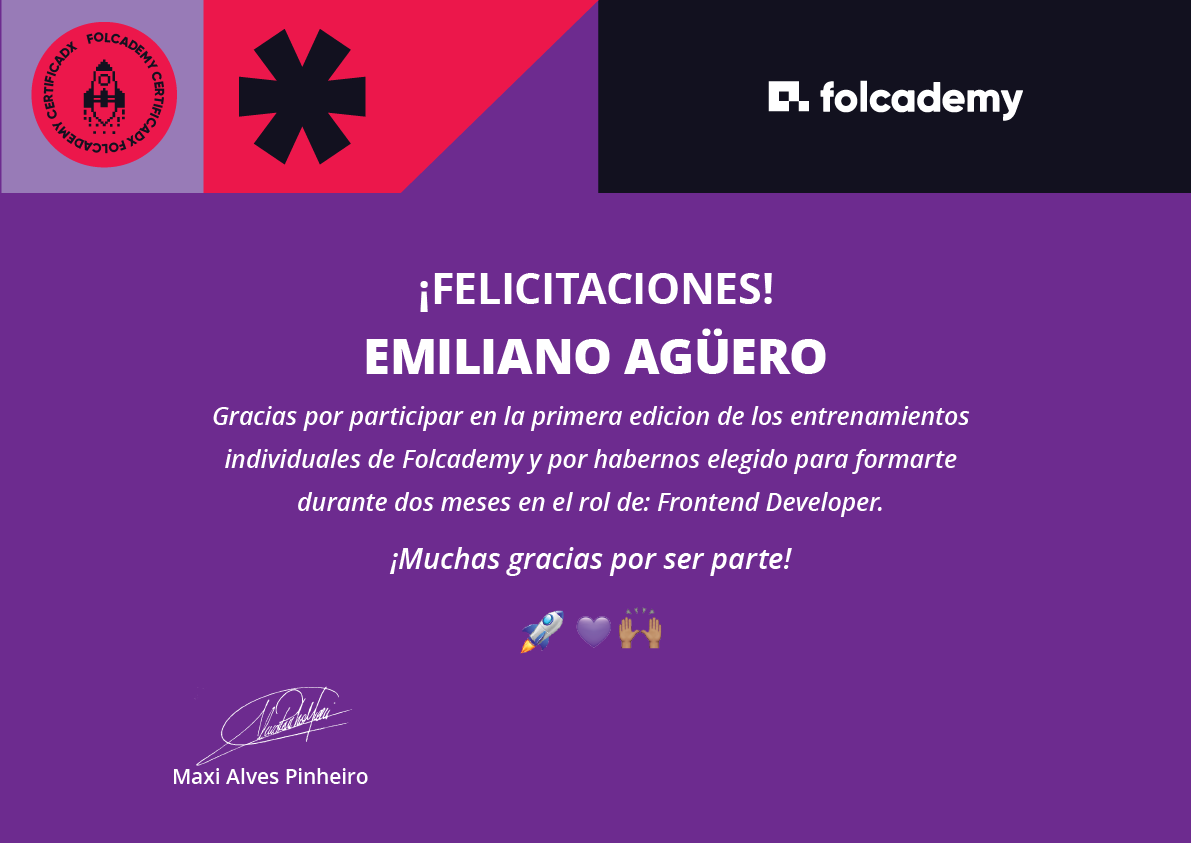 FOLCADEMY CERTIFICADX FOLCADEMY CERTIFICADX
folcademy
¡FELICITACIONES!
EMILIANO AGÜERO
Gracias por participar en la primera edicion de los entrenamientos
individuales de Folcademy y por habernos elegido para formarte
durante dos meses en el rol de: Frontend Developer.
¡Muchas gracias por ser parte!
🚀💜🙌🏽
Maxi Alves Pinheiro